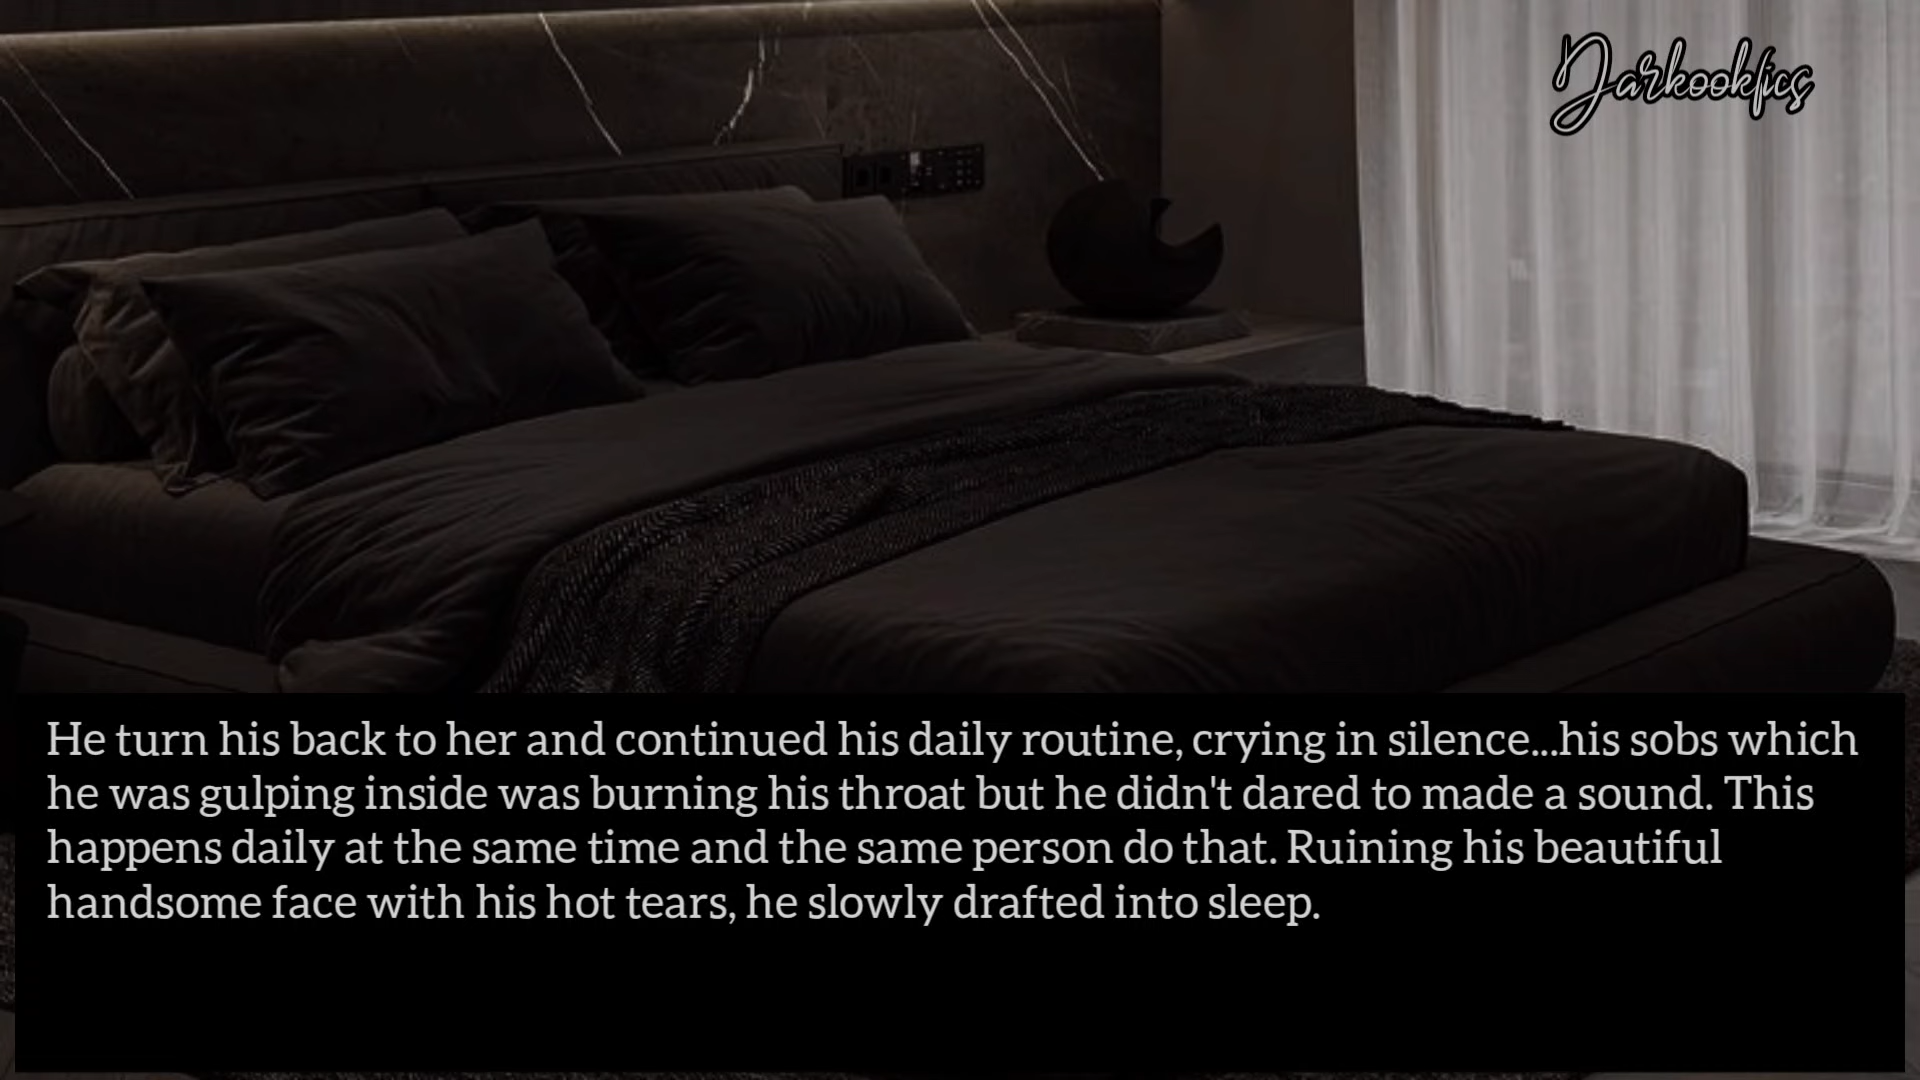 Darkookfics
He turn his back to her and continued his daily routine, crying in silence...his sobs which
he was gulping inside was burning his throat but he didn't dared to made a sound. This
happens daily at the same time and the same person do that. Ruining his beautiful
handsome face with his hot tears, he slowly drafted into sleep.